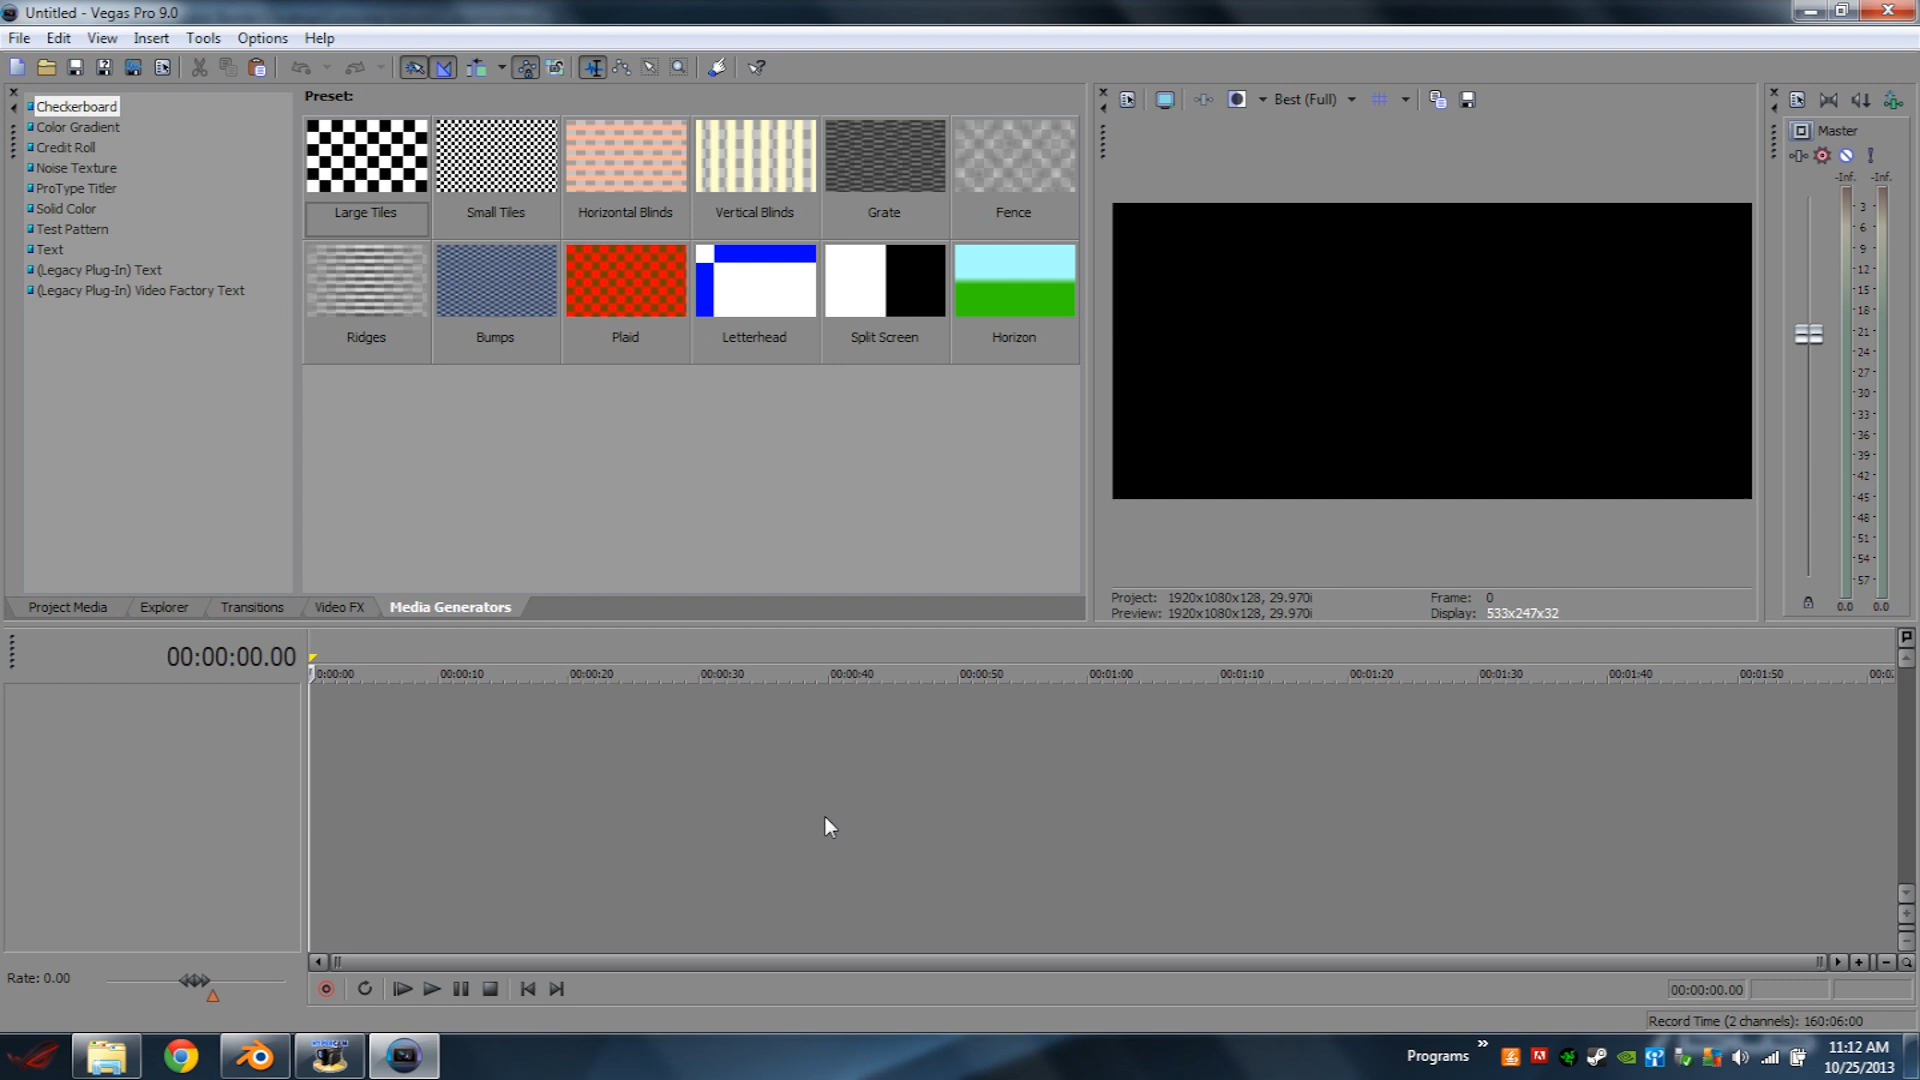 Untitled - Vegas Pro 9.0
File Edit View Insert Tools Options Help
Checkerboard
Color Gradient
Credit Roll
Noise Texture
ProType Titler
Solid Color
Test Pattern
Text
(Legacy Plug-In) Text
(Legacy Plug-In) Video Factory Text
Preset:
Large Tiles Small Tiles Horizontal Blinds Vertical Blinds Grate Fence
Ridges Bumps Plaid Letterhead Split Screen Horizon
Project Media Explorer Transitions Video FX Media Generators
Best (Full)
Project: 1920x1080x128, 29.970i Frame: 0
Preview: 1920x1080x128, 29.970i Display: 533x247x32
Master
-Inf. -Inf.
3
6
9
12
15
18
21
24
27
30
33
36
39
42
45
48
51
54
57
0.0 0.0
00:00:00.00
0:00:00 00:00:10 00:00:20 00:00:30 00:00:40 00:00:50 00:01:00 00:01:10 00:01:20 00:01:30 00:01:40 00:01:50 00:0
Rate: 0.00
00:00:00.00
Record Time (2 channels): 160:06:00
HYPERCAM
Programs
11:12 AM
10/25/2013